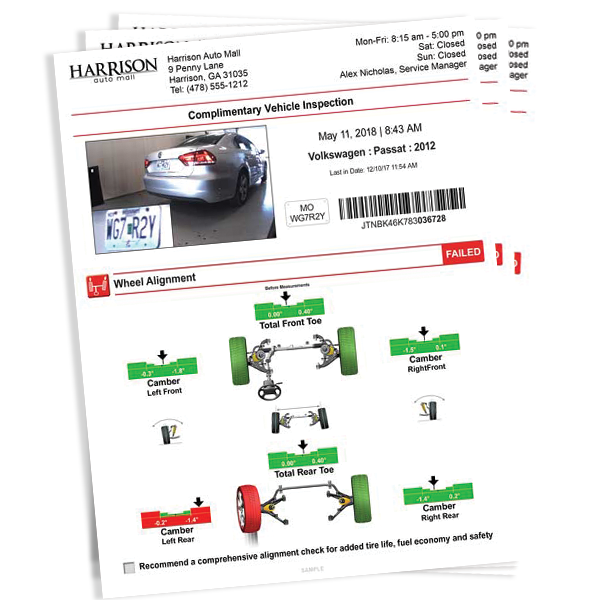 HARRISON
auto mall
Harrison Auto Mall
9 Penny Lane
Harrison, GA 31035
Tel: (478) 555-1212
Mon-Fri: 8:15 am - 5:00 pm
Sat: Closed
Sun: Closed
Alex Nicholas, Service Manager
0 pm
osed
osed
ager
0 pm
osed
osed
ager
Complimentary Vehicle Inspection
WG7 R2Y
May 11, 2018 | 8:43 AM
Volkswagen : Passat : 2012
Last in Date: 12/10/17 11:54 AM
MO
WG7R2Y
JTNBK46K783036728
Wheel Alignment
FAILED
D
Before Measurements
0.00° 0.40°
Total Front Toe
-0.3° -1.8°
Camber
Left Front
-1.5° 0.1°
Camber
RightFront
0.00° 0.40°
Total Rear Toe
-0.2° -1.4°
Camber
Left Rear
-1.4° 0.2°
Camber
Right Rear
Recommend a comprehensive alignment check for added tire life, fuel economy and safety
SAMPLE